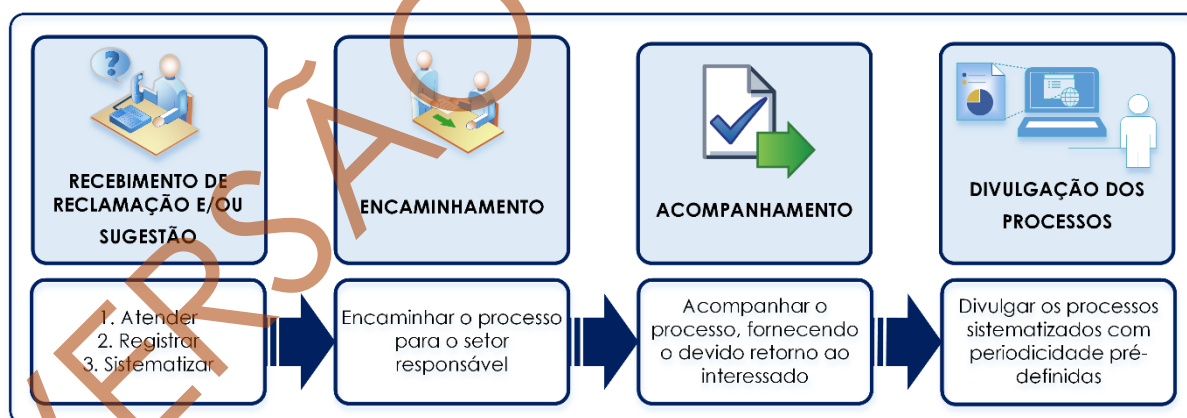 RECEBIMENTO DE
RECLAMAÇÃO E/OU
SUGESTÃO
ENCAMINHAMENTO
ACOMPANHAMENTO
DIVULGAÇÃO DOS
PROCESSOS
1. Atender
2. Registrar
3. Sistematizar
Encaminhar o processo
para o setor
responsável
Acompanhar o
processo, fornecendo
o devido retorno ao
interessado
Divulgar os processos
sistematizados com
periodicidade pré-
definidas
VERSÃO